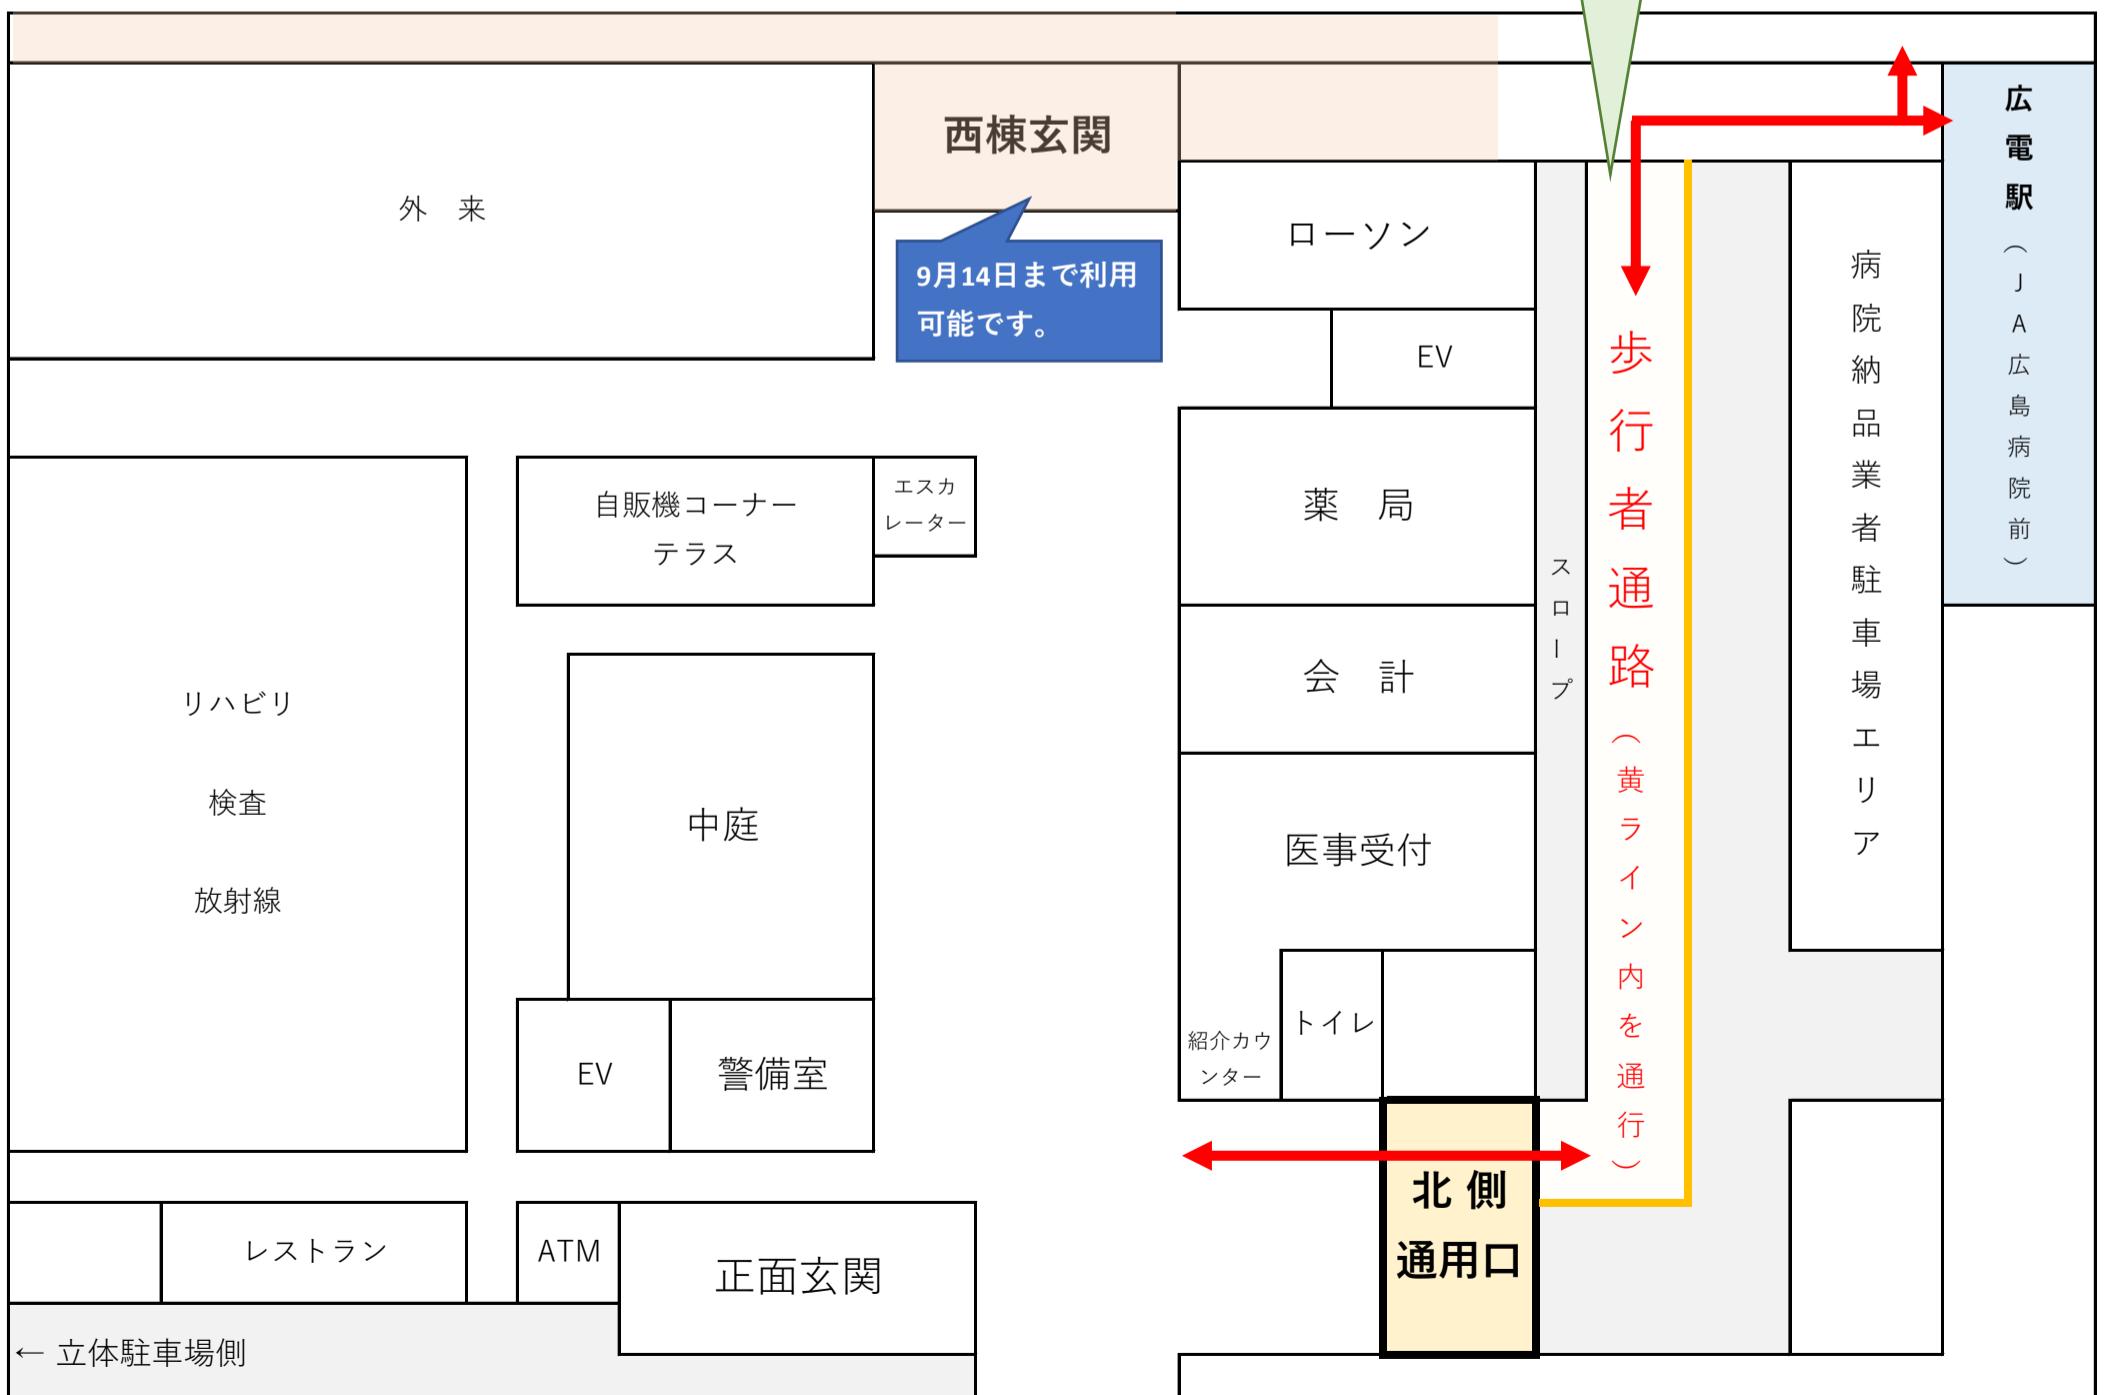 西棟玄関
広電駅（ＪＡ広島病院前）
外　来
9月14日まで利用
可能です。
ローソン
EV
病院納品業者駐車場エリア
歩行者通路（黄ライン内を通行）
スロープ
自販機コーナー
テラス
エスカ
レーター
薬　局
リハビリ
検査
放射線
中庭
会　計
医事受付
EV
警備室
紹介カウ
ンター
トイレ
北 側
通用口
レストラン
ATM
正面玄関
← 立体駐車場側